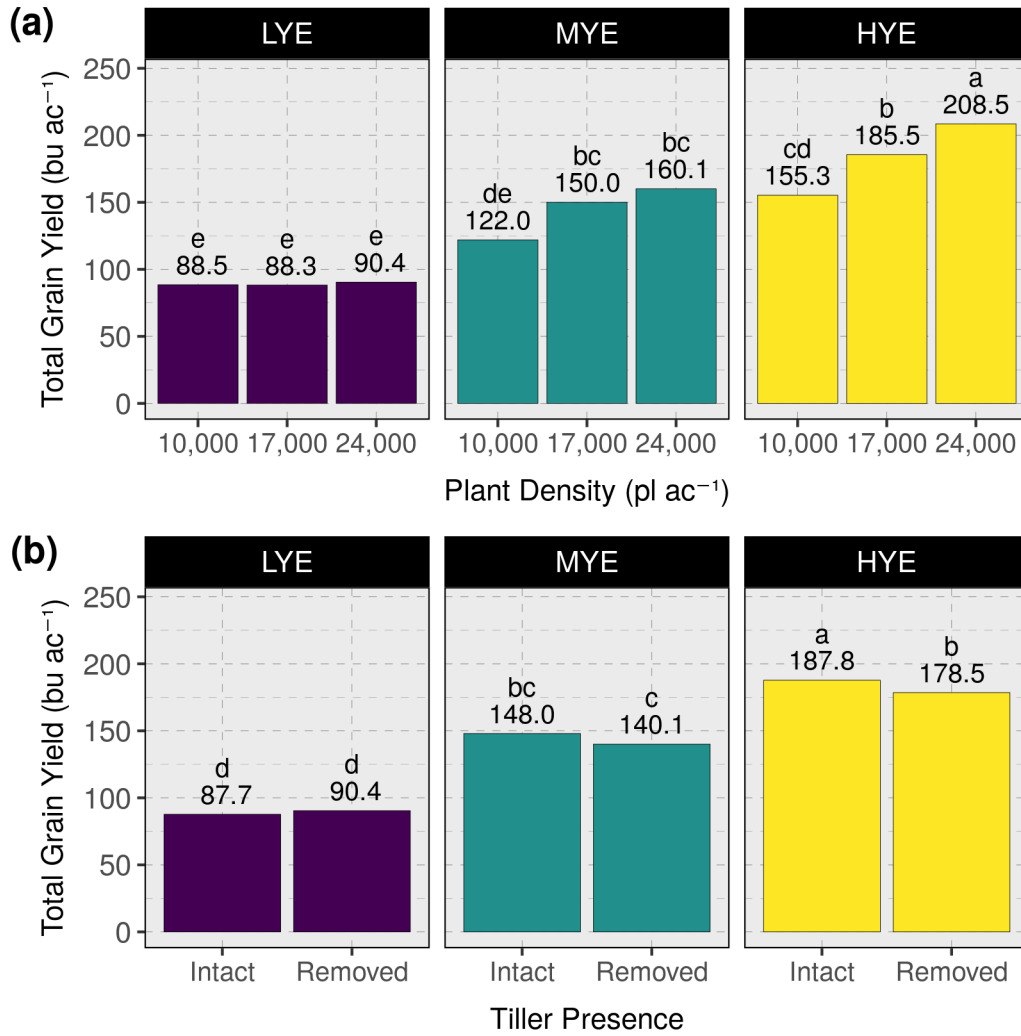 (a)
LYE MYE HYE
Total Grain Yield (bu ac⁻¹)
250
200
150
100
50
0
e
88.5
e
88.3
e
90.4
de
122.0
bc
150.0
bc
160.1
cd
155.3
b
185.5
a
208.5
10,000 17,000 24,000 10,000 17,000 24,000 10,000 17,000 24,000
Plant Density (pl ac⁻¹)
(b)
LYE MYE HYE
Total Grain Yield (bu ac⁻¹)
250
200
150
100
50
0
d
87.7
d
90.4
bc
148.0
c
140.1
a
187.8
b
178.5
Intact Removed Intact Removed Intact Removed
Tiller Presence